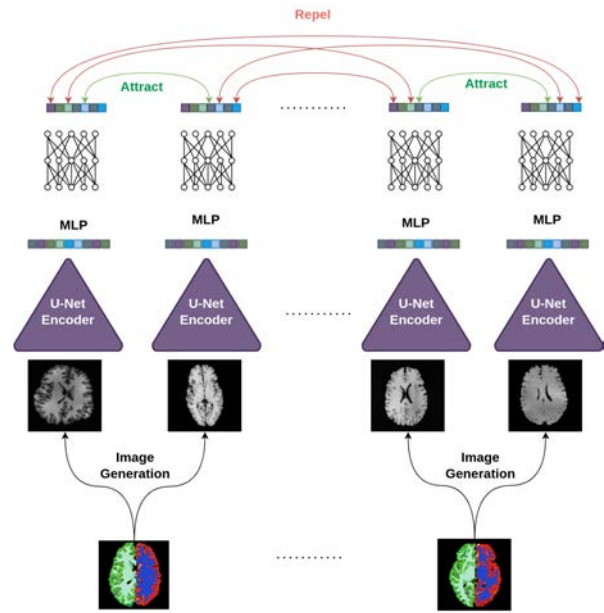 Repel
Attract
Attract
MLP
MLP
MLP
MLP
U-Net
Encoder
U-Net
Encoder
U-Net
Encoder
U-Net
Encoder
Image
Generation
Image
Generation